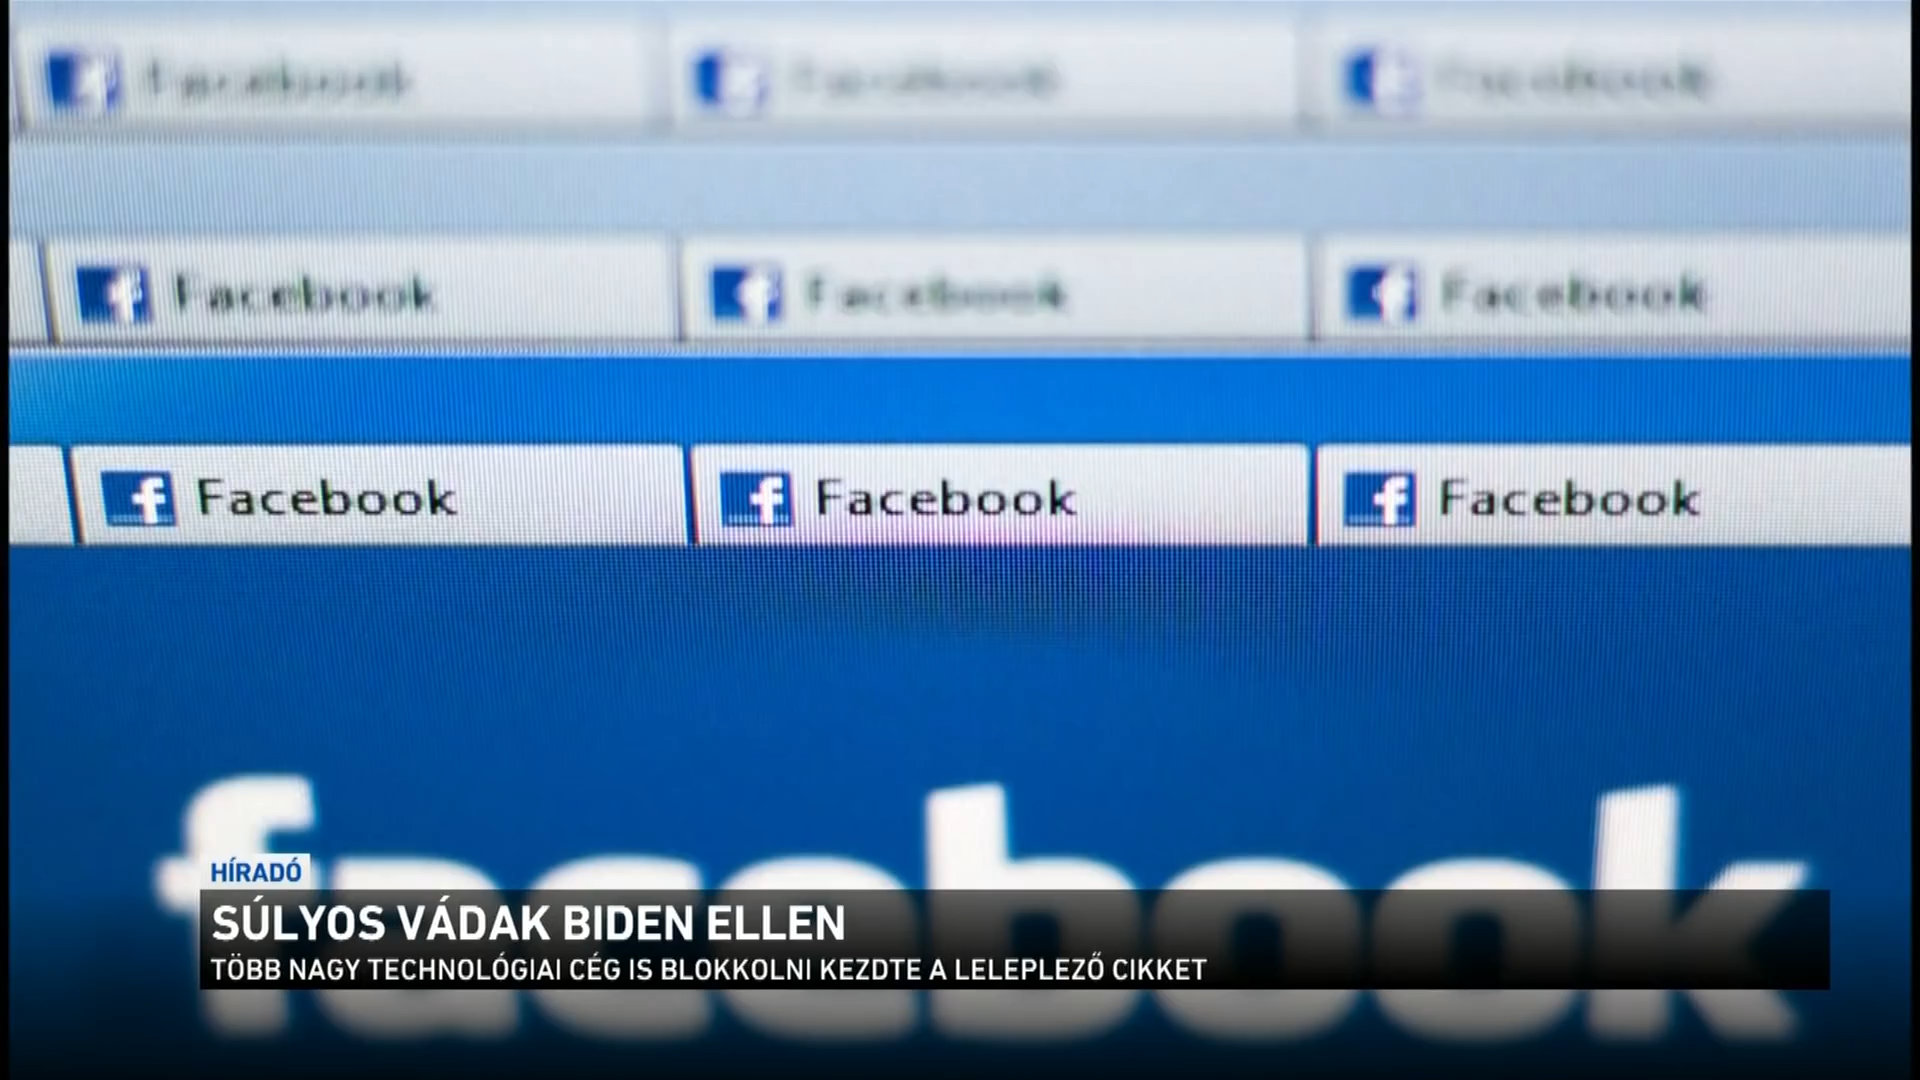 Facebook Facebook Facebook
Facebook Facebook Facebook
Facebook Facebook Facebook
facebook
HÍRADÓ
SÚLYOS VÁDAK BIDEN ELLEN
TÖBB NAGY TECHNOLÓGIAI CÉG IS BLOKKOLNI KEZDTE A LELEPLEZŐ CIKKET